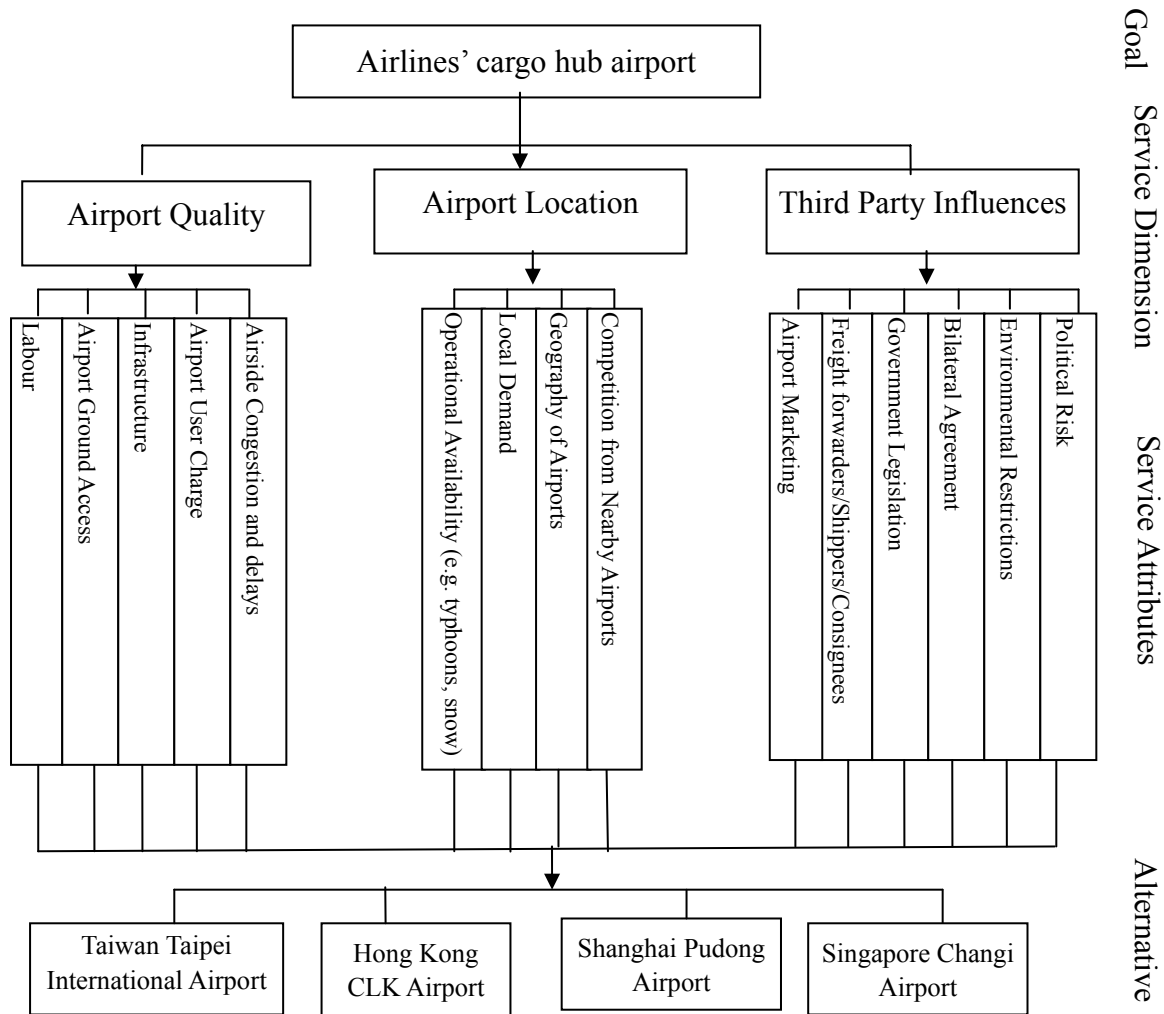 Airlines’ cargo hub airport
Goal
Airport Quality
Airport Location
Third Party Influences
Service Dimension
Labour
Airport Ground Access
Infrastructure
Airport User Charge
Airside Congestion and delays
Operational Availability (e.g. typhoons, snow)
Local Demand
Geography of Airports
Competition from Nearby Airports
Airport Marketing
Freight forwarders/Shippers/Consignees
Government Legislation
Bilateral Agreement
Environmental Restrictions
Political Risk
Service Attributes
Taiwan Taipei
International Airport
Hong Kong
CLK Airport
Shanghai Pudong
Airport
Singapore Changi
Airport
Alternative